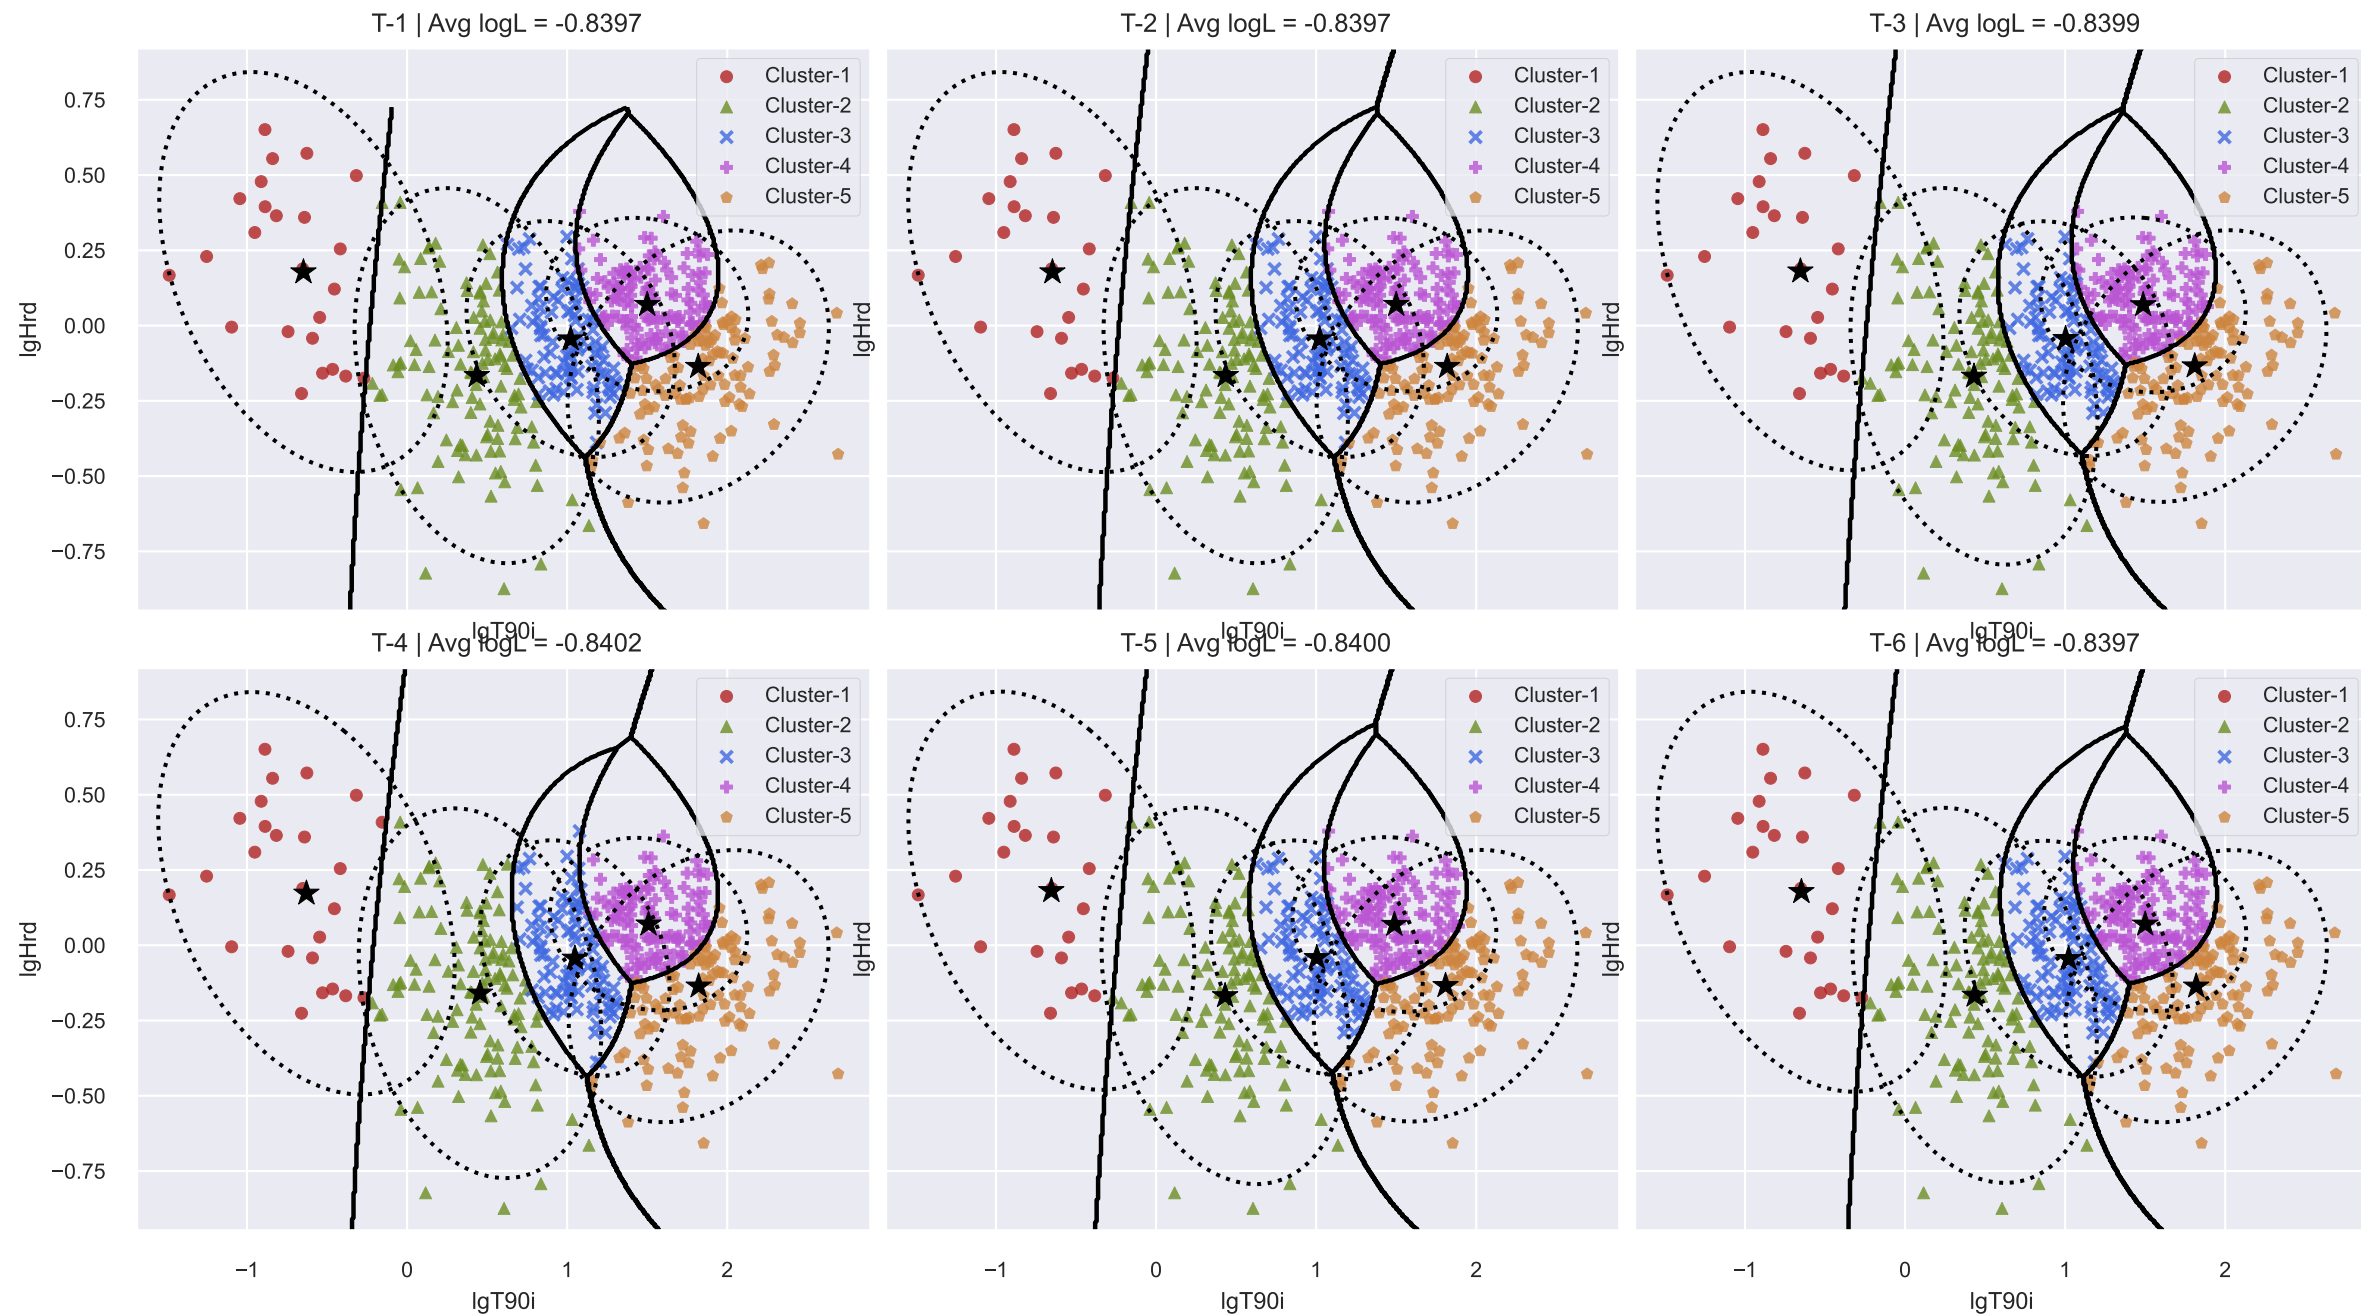 T-1 | Avg logL = -0.8397
T-2 | Avg logL = -0.8397
T-3 | Avg logL = -0.8399
Cluster-1
Cluster-2
Cluster-3
Cluster-4
Cluster-5
Cluster-1
Cluster-2
Cluster-3
Cluster-4
Cluster-5
Cluster-1
Cluster-2
Cluster-3
Cluster-4
Cluster-5
0.75
0.50
0.25
0.00
−0.25
−0.50
−0.75
lgHrd
lgHrd
lgHrd
lgT90i
lgT90i
lgT90i
T-4 | Avg logL = -0.8402
T-5 | Avg logL = -0.8400
T-6 | Avg logL = -0.8397
Cluster-1
Cluster-2
Cluster-3
Cluster-4
Cluster-5
Cluster-1
Cluster-2
Cluster-3
Cluster-4
Cluster-5
Cluster-1
Cluster-2
Cluster-3
Cluster-4
Cluster-5
0.75
0.50
0.25
0.00
−0.25
−0.50
−0.75
lgHrd
lgHrd
lgHrd
−1 0 1 2
−1 0 1 2
−1 0 1 2
lgT90i
lgT90i
lgT90i